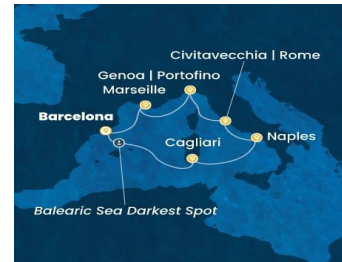 Civitavecchia | Rome
Genoa | Portofino
Marseille
Barcelona
Naples
Cagliari
Balearic Sea Darkest Spot